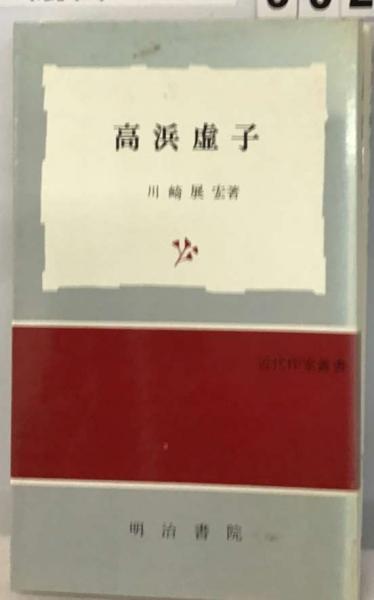 高浜虚子
川崎展宏著
近代作家叢書
明治書院